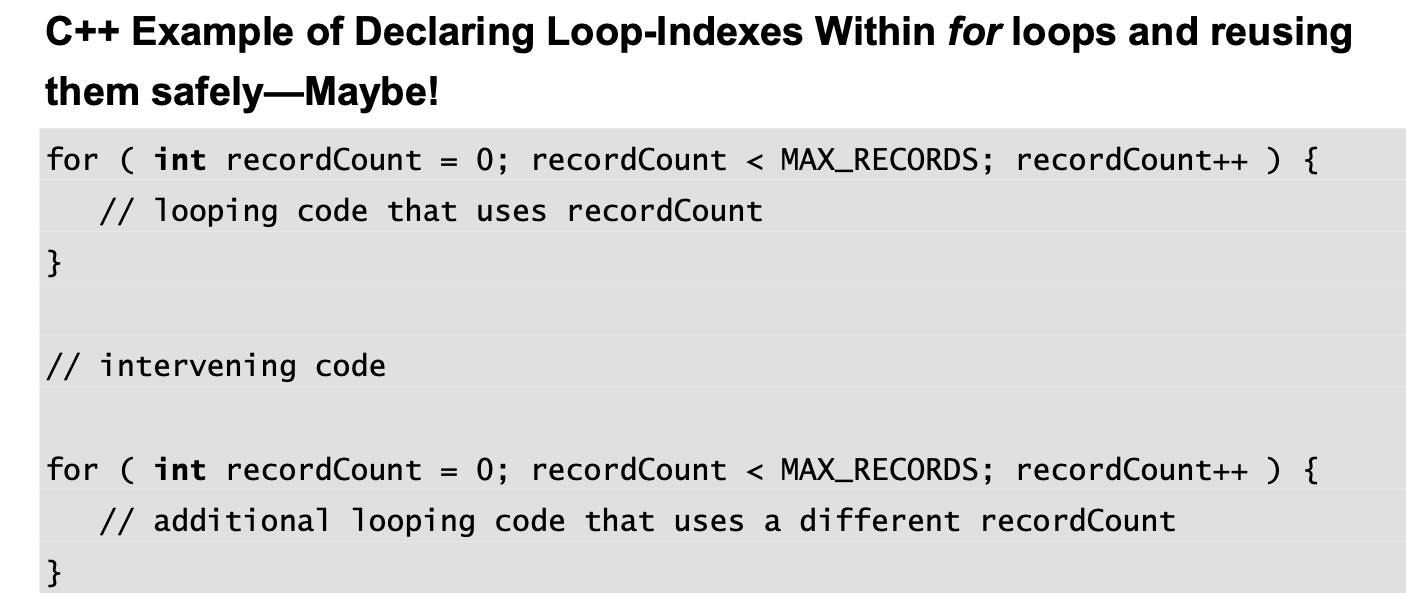 C++ Example of Declaring Loop-Indexes Within for loops and reusing
them safely—Maybe!
for ( int recordCount = 0; recordCount < MAX_RECORDS; recordCount++ ) {
   // looping code that uses recordCount
}
// intervening code
for ( int recordCount = 0; recordCount < MAX_RECORDS; recordCount++ ) {
   // additional looping code that uses a different recordCount
}